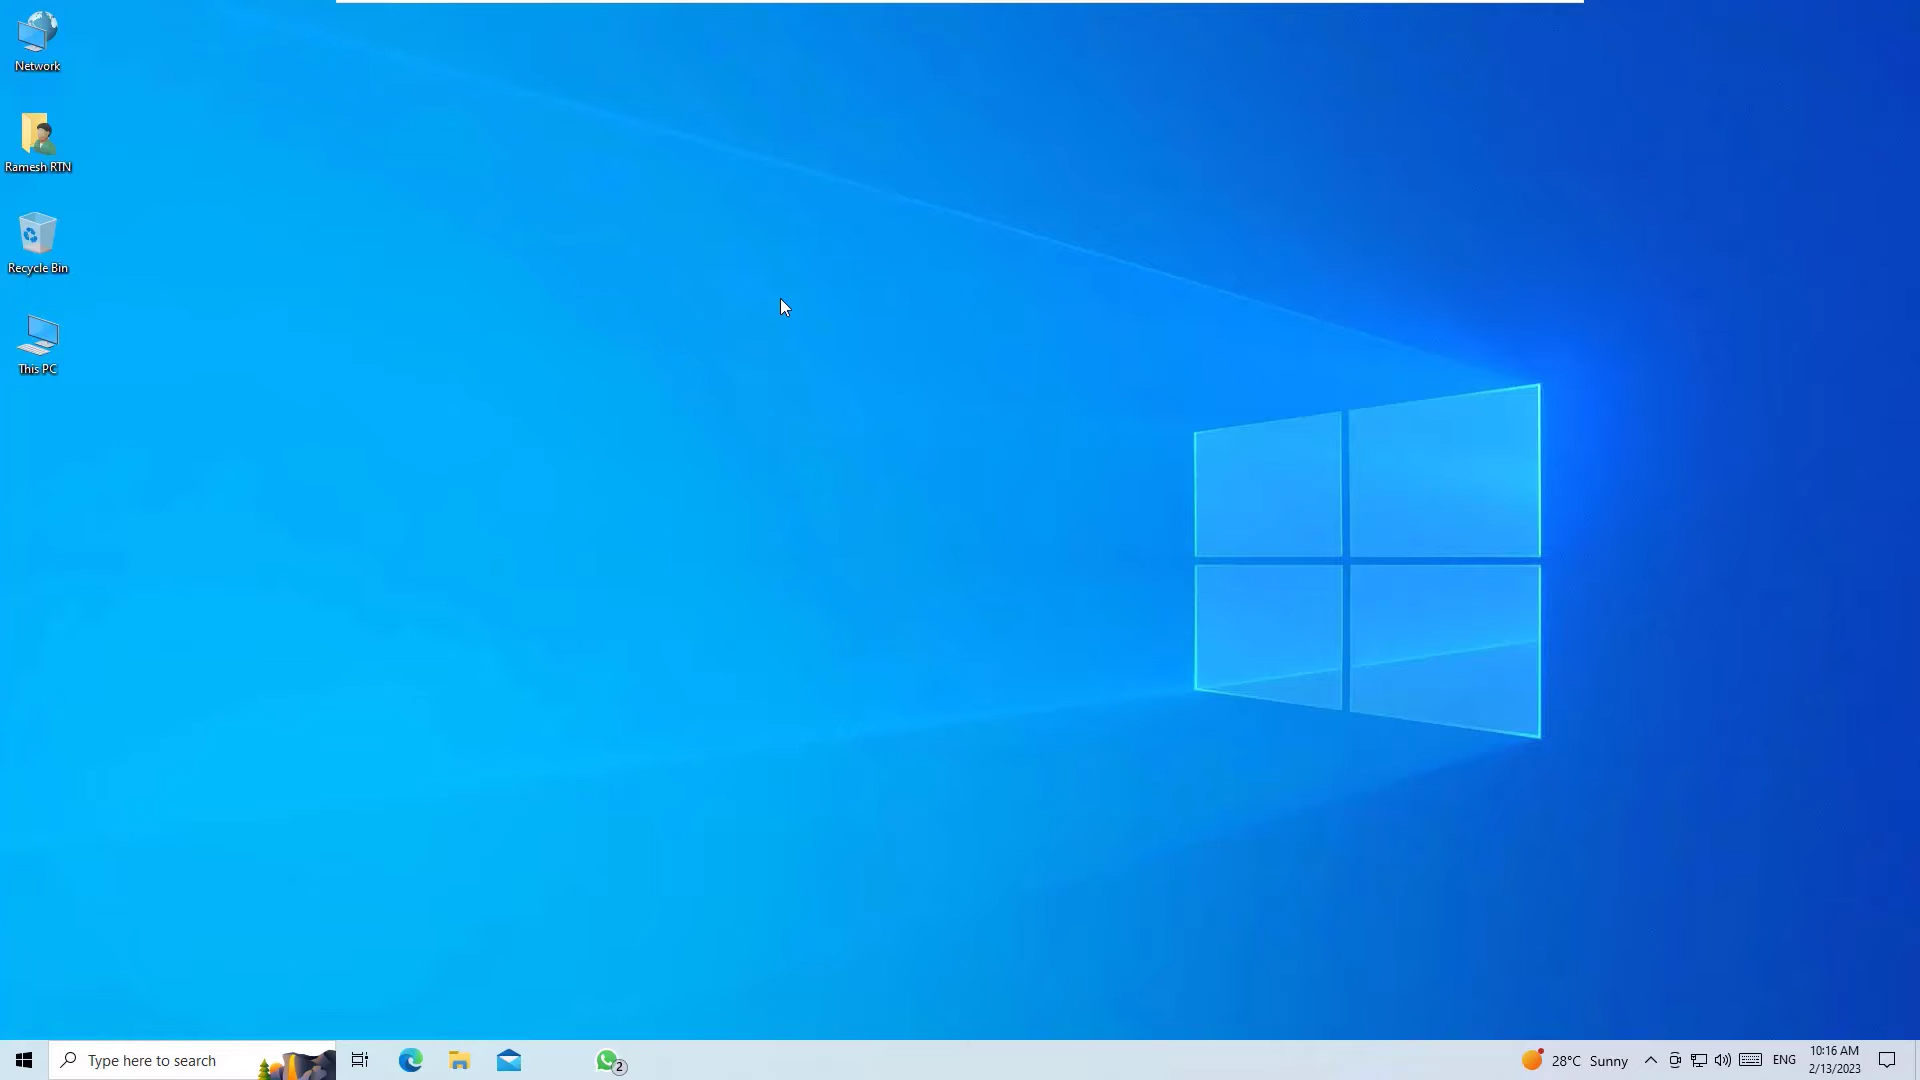 Network
Ramesh RTN
Recycle Bin
This PC
Type here to search
2
28°C Sunny
ENG
10:16 AM
2/13/2023